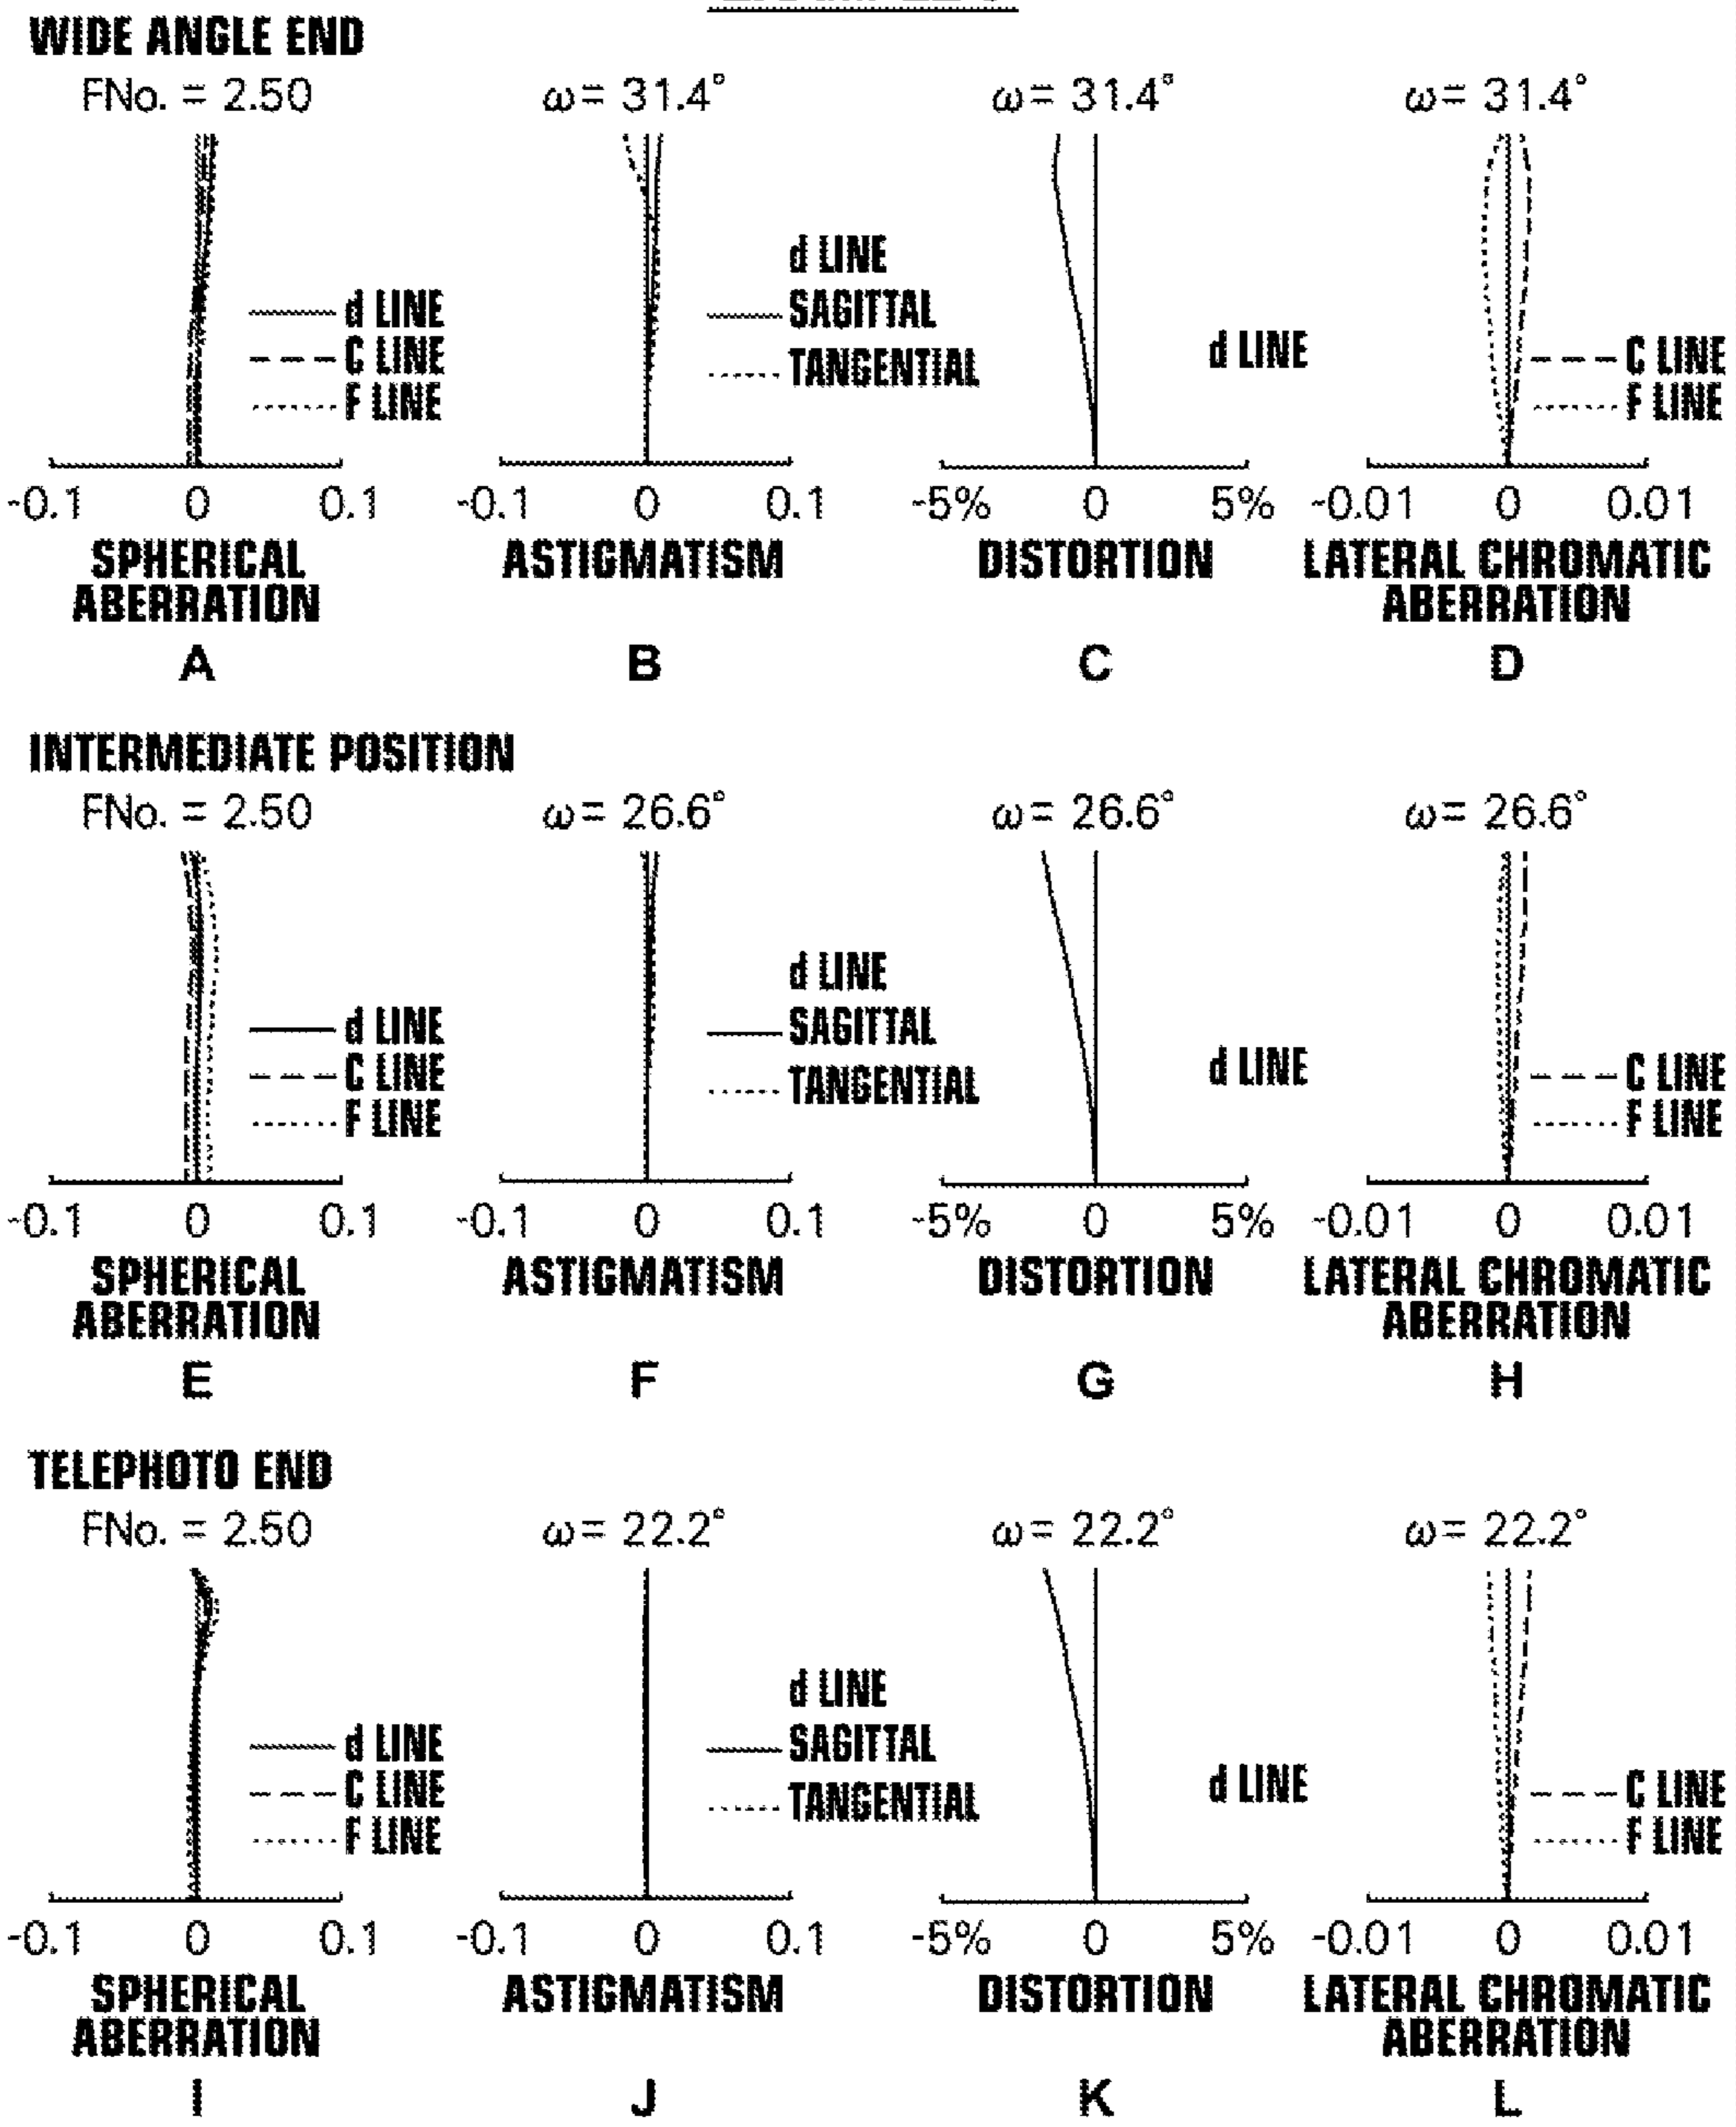 WIDE ANGLE END
FNo. = 2.50
ω= 31.4°
ω= 31.4°
ω= 31.4°
d LINE
C LINE
F LINE
d LINE
SAGITTAL
TANGENTIAL
d LINE
C LINE
F LINE
-0.1 0 0.1
-0.1 0 0.1
-5% 0 5%
-0.01 0 0.01
SPHERICAL
ABERRATION
ASTIGMATISM
DISTORTION
LATERAL CHROMATIC
ABERRATION
A
B
C
D
INTERMEDIATE POSITION
FNo. = 2.50
ω= 26.6°
ω= 26.6°
ω= 26.6°
d LINE
C LINE
F LINE
d LINE
SAGITTAL
TANGENTIAL
d LINE
C LINE
F LINE
-0.1 0 0.1
-0.1 0 0.1
-5% 0 5%
-0.01 0 0.01
SPHERICAL
ABERRATION
ASTIGMATISM
DISTORTION
LATERAL CHROMATIC
ABERRATION
E
F
G
H
TELEPHOTO END
FNo. = 2.50
ω= 22.2°
ω= 22.2°
ω= 22.2°
d LINE
C LINE
F LINE
d LINE
SAGITTAL
TANGENTIAL
d LINE
C LINE
F LINE
-0.1 0 0.1
-0.1 0 0.1
-5% 0 5%
-0.01 0 0.01
SPHERICAL
ABERRATION
ASTIGMATISM
DISTORTION
LATERAL CHROMATIC
ABERRATION
I
J
K
L